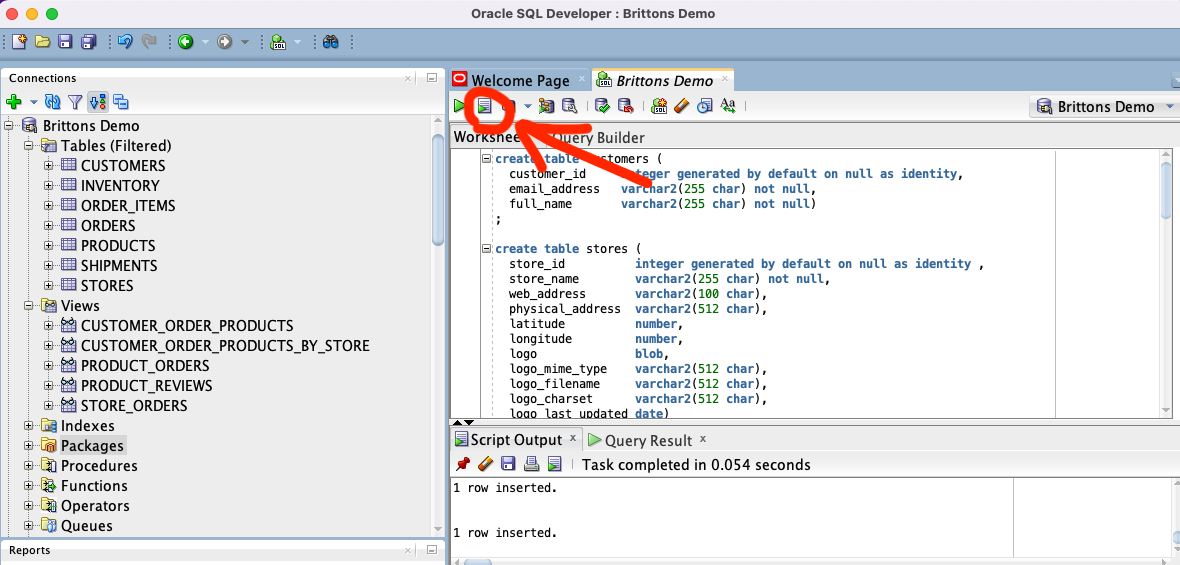 Oracle SQL Developer : Brittons Demo
Connections
Welcome Page
Brittons Demo
Brittons Demo
Brittons Demo
Tables (Filtered)
CUSTOMERS
INVENTORY
ORDER_ITEMS
ORDERS
PRODUCTS
SHIPMENTS
STORES
Views
CUSTOMER_ORDER_PRODUCTS
CUSTOMER_ORDER_PRODUCTS_BY_STORE
PRODUCT_ORDERS
PRODUCT_REVIEWS
STORE_ORDERS
Indexes
Packages
Procedures
Functions
Operators
Queues
Reports
Worksheet Query Builder
create table customers (
customer_id integer generated by default on null as identity,
email_address varchar2(255 char) not null,
full_name varchar2(255 char) not null)
;
create table stores (
store_id integer generated by default on null as identity ,
store_name varchar2(255 char) not null,
web_address varchar2(100 char),
physical_address varchar2(512 char),
latitude number,
longitude number,
logo blob,
logo_mime_type varchar2(512 char),
logo_filename varchar2(512 char),
logo_charset varchar2(512 char),
logo_last_updated date)
Script Output
Query Result
Task completed in 0.054 seconds
1 row inserted.
1 row inserted.